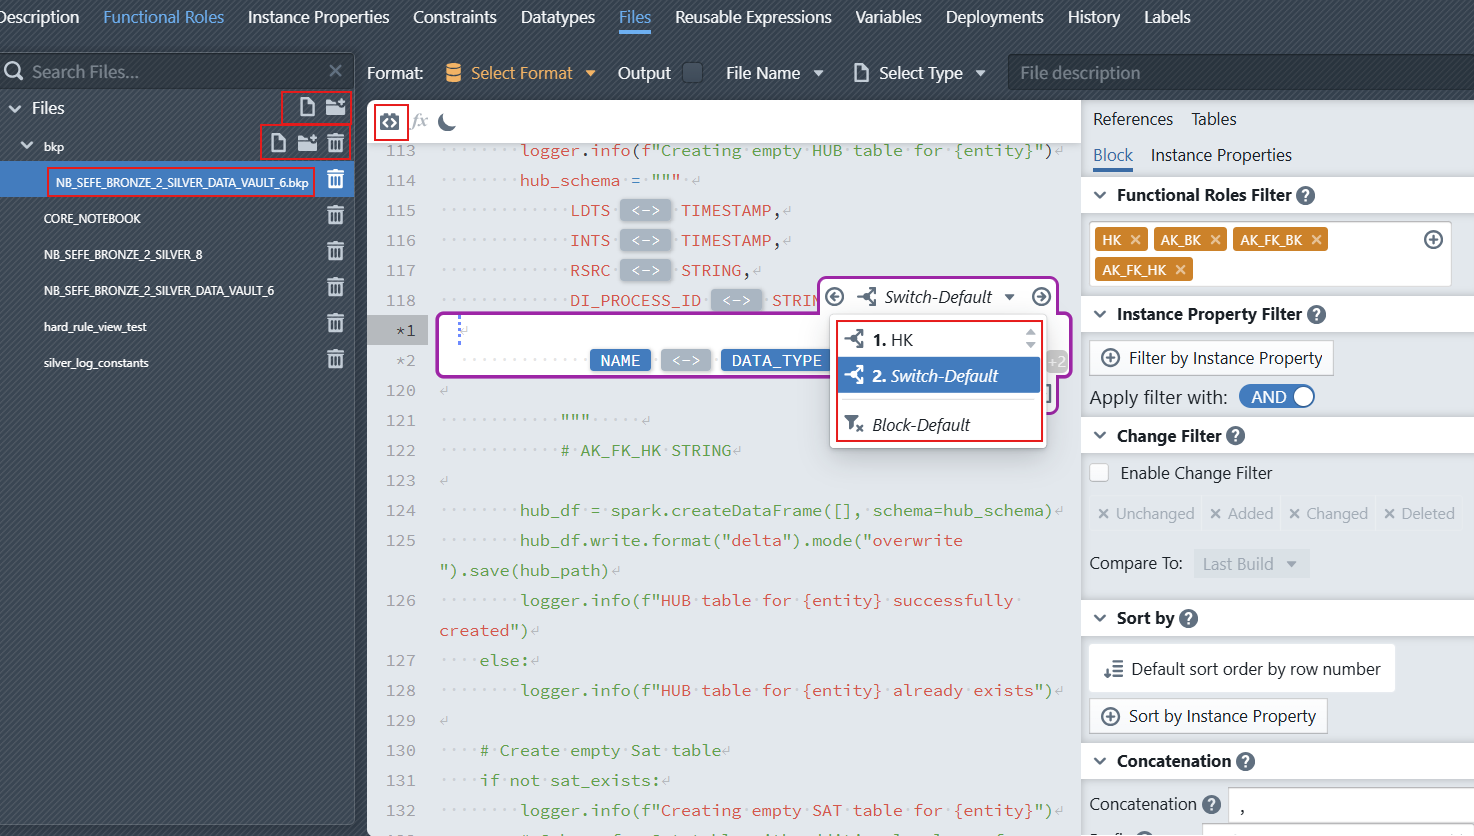 Description Functional Roles Instance Properties Constraints Datatypes Files Reusable Expressions Variables Deployments History Labels
Search Files...
Format: Select Format Output File Name Select Type File description
Files
bkp
NB_SEFE_BRONZE_2_SILVER_DATA_VAULT_6.bkp
CORE_NOTEBOOK
NB_SEFE_BRONZE_2_SILVER_8
NB_SEFE_BRONZE_2_SILVER_DATA_VAULT_6
hard_rule_view_test
silver_log_constants
fx
113 logger.info(f"Creating empty HUB table for {entity}")
114 hub_schema = """
115 LDTS <-> TIMESTAMP,
116 INTS <-> TIMESTAMP,
117 RSRC <-> STRING,
118 DI_PROCESS_ID <-> STRIN
*1
*2 NAME <-> DATA_TYPE +2
Switch-Default
1. HK
2. Switch-Default
Block-Default
120
121 """
122 # AK_FK_HK STRING
123
124 hub_df = spark.createDataFrame([], schema=hub_schema)
125 hub_df.write.format("delta").mode("overwrite
").save(hub_path)
126 logger.info(f"HUB table for {entity} successfully
created")
127 else:
128 logger.info(f"HUB table for {entity} already exists")
129
130 # Create empty Sat table
131 if not sat_exists:
132 logger.info(f"Creating empty SAT table for {entity}")
References Tables
Block Instance Properties
Functional Roles Filter ?
HK × AK_BK × AK_FK_BK ×
AK_FK_HK ×
Instance Property Filter ?
Filter by Instance Property
Apply filter with: AND
Change Filter ?
Enable Change Filter
× Unchanged × Added × Changed × Deleted
Compare To: Last Build
Sort by ?
Default sort order by row number
Sort by Instance Property
Concatenation ?
Concatenation ? ,